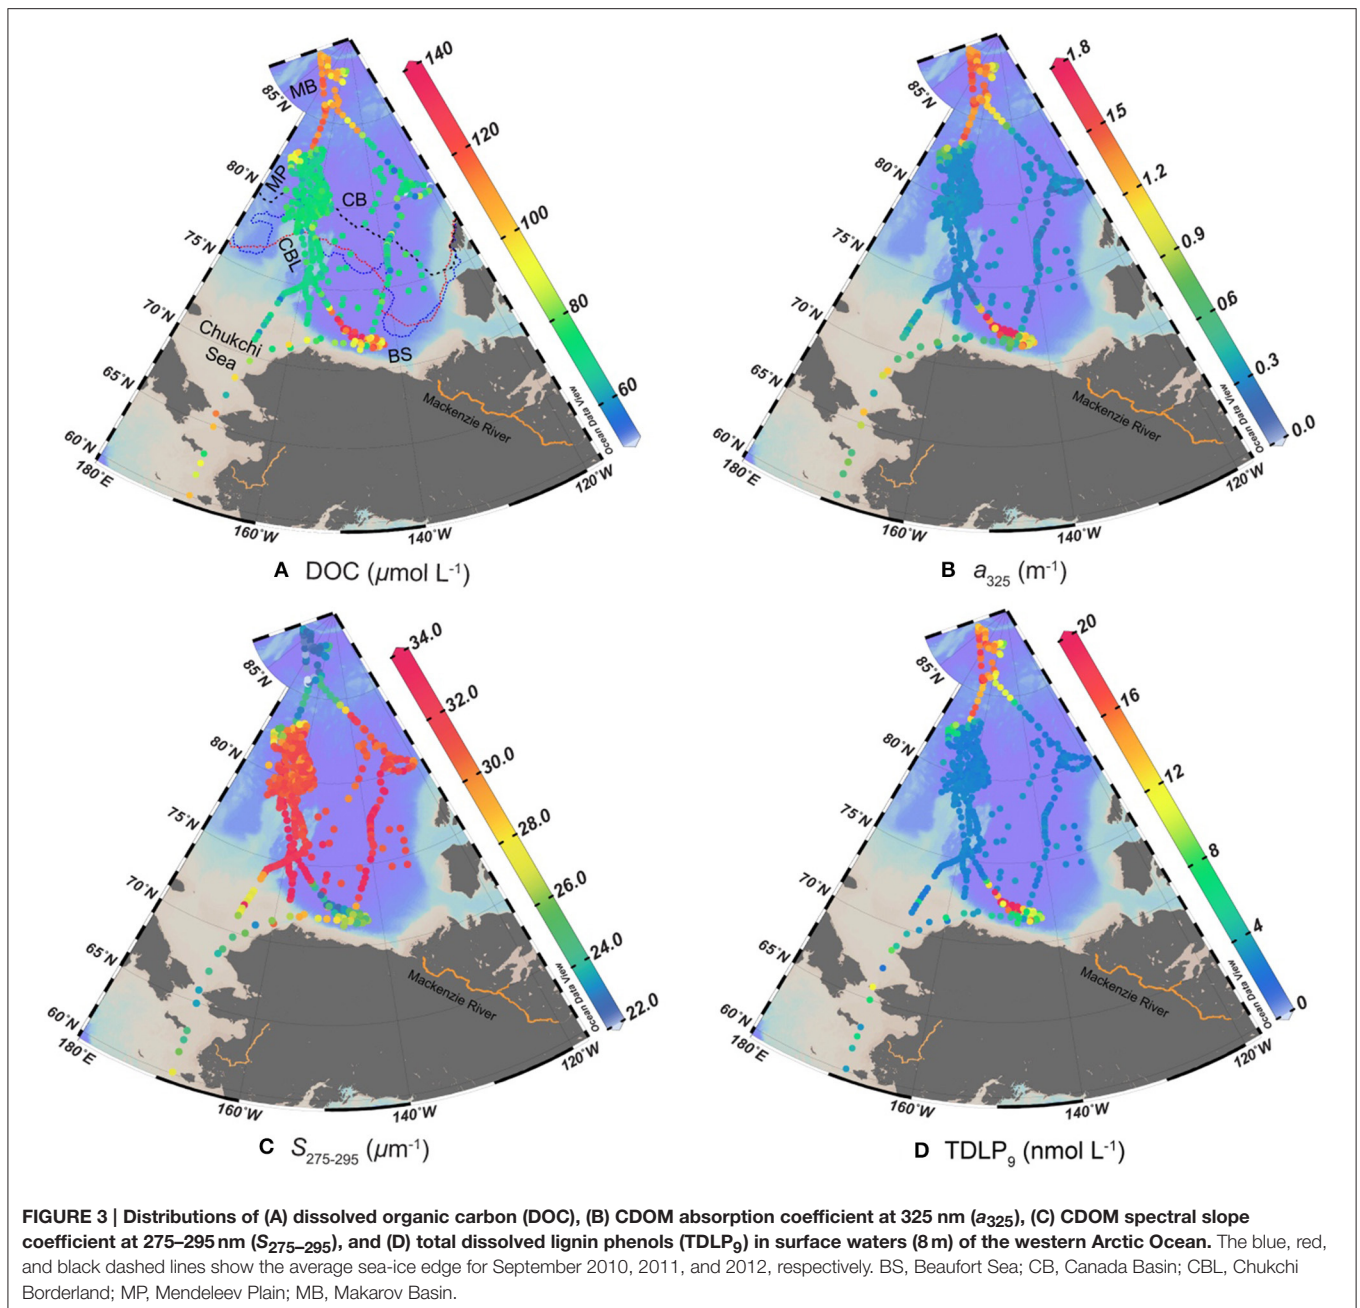 140
120
100
80
60
Ocean Data View
MB
85°N
80°N
MP
CB
75°N
CBL
70°N
Chukchi
Sea
BS
65°N
Mackenzie River
60°N
180°E
160°W
140°W
120°W
A DOC (µmol L-1)
1.8
1.5
1.2
0.9
0.6
0.3
0.0
Ocean Data View
85°N
80°N
75°N
70°N
65°N
Mackenzie River
60°N
180°E
160°W
140°W
120°W
B a325 (m-1)
34.0
32.0
30.0
28.0
26.0
24.0
22.0
Ocean Data View
85°N
80°N
75°N
70°N
65°N
Mackenzie River
60°N
180°E
160°W
140°W
120°W
C S275-295 (µm-1)
20
16
12
8
4
0
Ocean Data View
85°N
80°N
75°N
70°N
65°N
Mackenzie River
60°N
180°E
160°W
140°W
120°W
D TDLP9 (nmol L-1)
FIGURE 3 | Distributions of (A) dissolved organic carbon (DOC), (B) CDOM absorption coefficient at 325 nm (a325), (C) CDOM spectral slope
coefficient at 275–295 nm (S275–295), and (D) total dissolved lignin phenols (TDLP9) in surface waters (8 m) of the western Arctic Ocean. The blue, red,
and black dashed lines show the average sea-ice edge for September 2010, 2011, and 2012, respectively. BS, Beaufort Sea; CB, Canada Basin; CBL, Chukchi
Borderland; MP, Mendeleev Plain; MB, Makarov Basin.